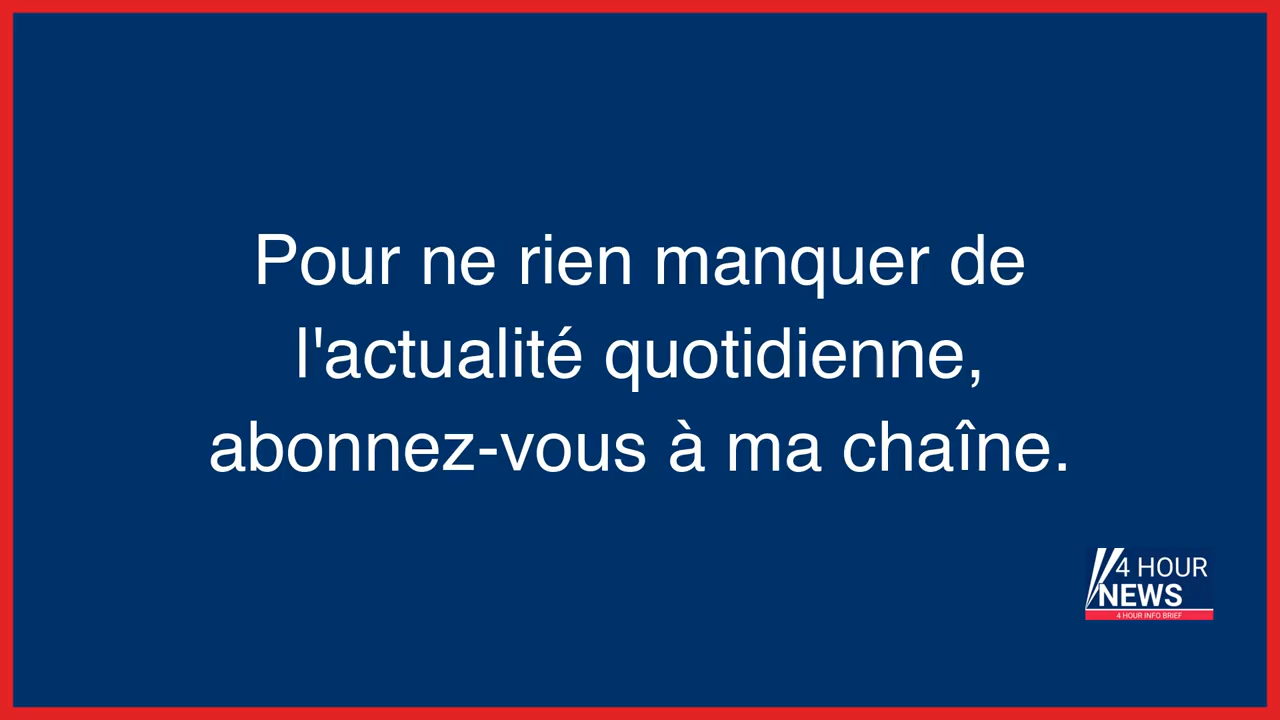 Pour ne rien manquer de
l'actualité quotidienne,
abonnez-vous à ma chaîne.
4 HOUR
NEWS
4 HOUR INFO BRIEF